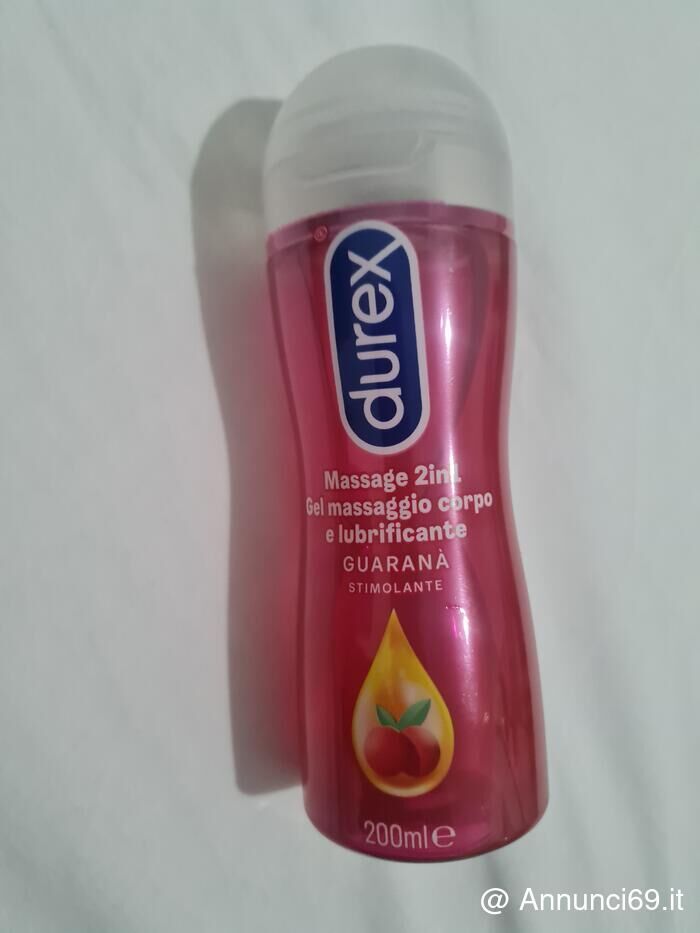 durex
Massage 2in1
Gel massaggio corpo
e lubrificante
GUARANÀ
STIMOLANTE
200ml e
@ Annunci69.it